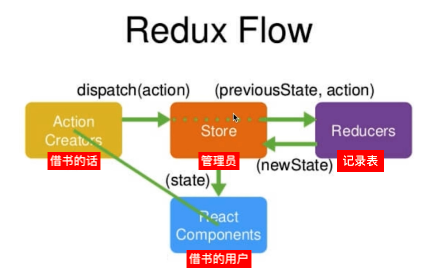 Redux Flow
dispatch(action)
(previousState, action)
Action
Creators
借书的话
Store
管理员
Reducers
记录表
(state)
(newState)
React
Components
借书的用户